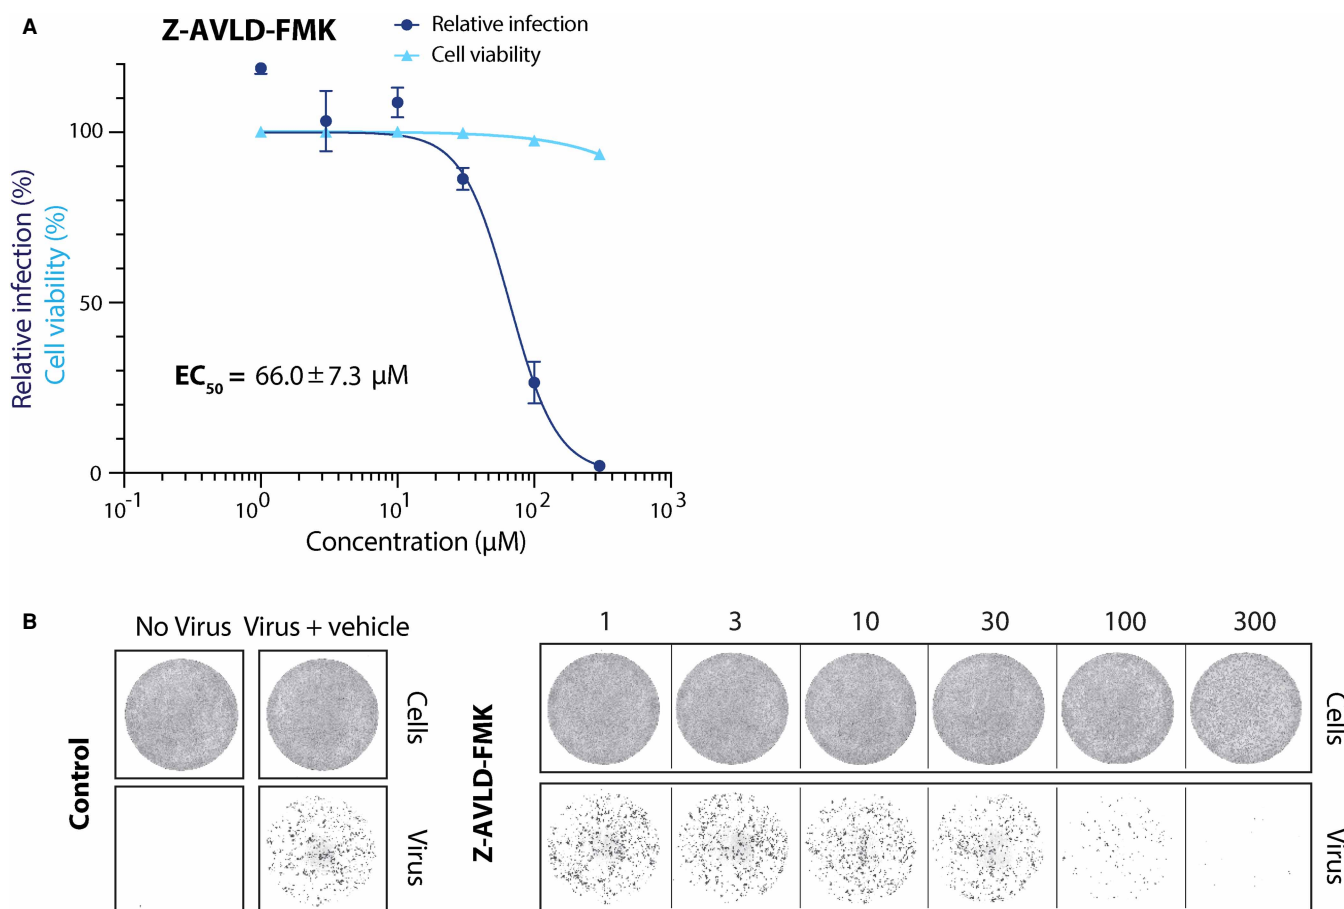 A
Z-AVLD-FMK
Relative infection
Cell viability
Relative infection (%)
Cell viability (%)
100
50
0
EC₅₀ = 66.0 ± 7.3 µM
10⁻¹ 10⁰ 10¹ 10² 10³
Concentration (µM)
B
No Virus Virus + vehicle
Control
Cells
Virus
1 3 10 30 100 300
Z-AVLD-FMK
Cells
Virus